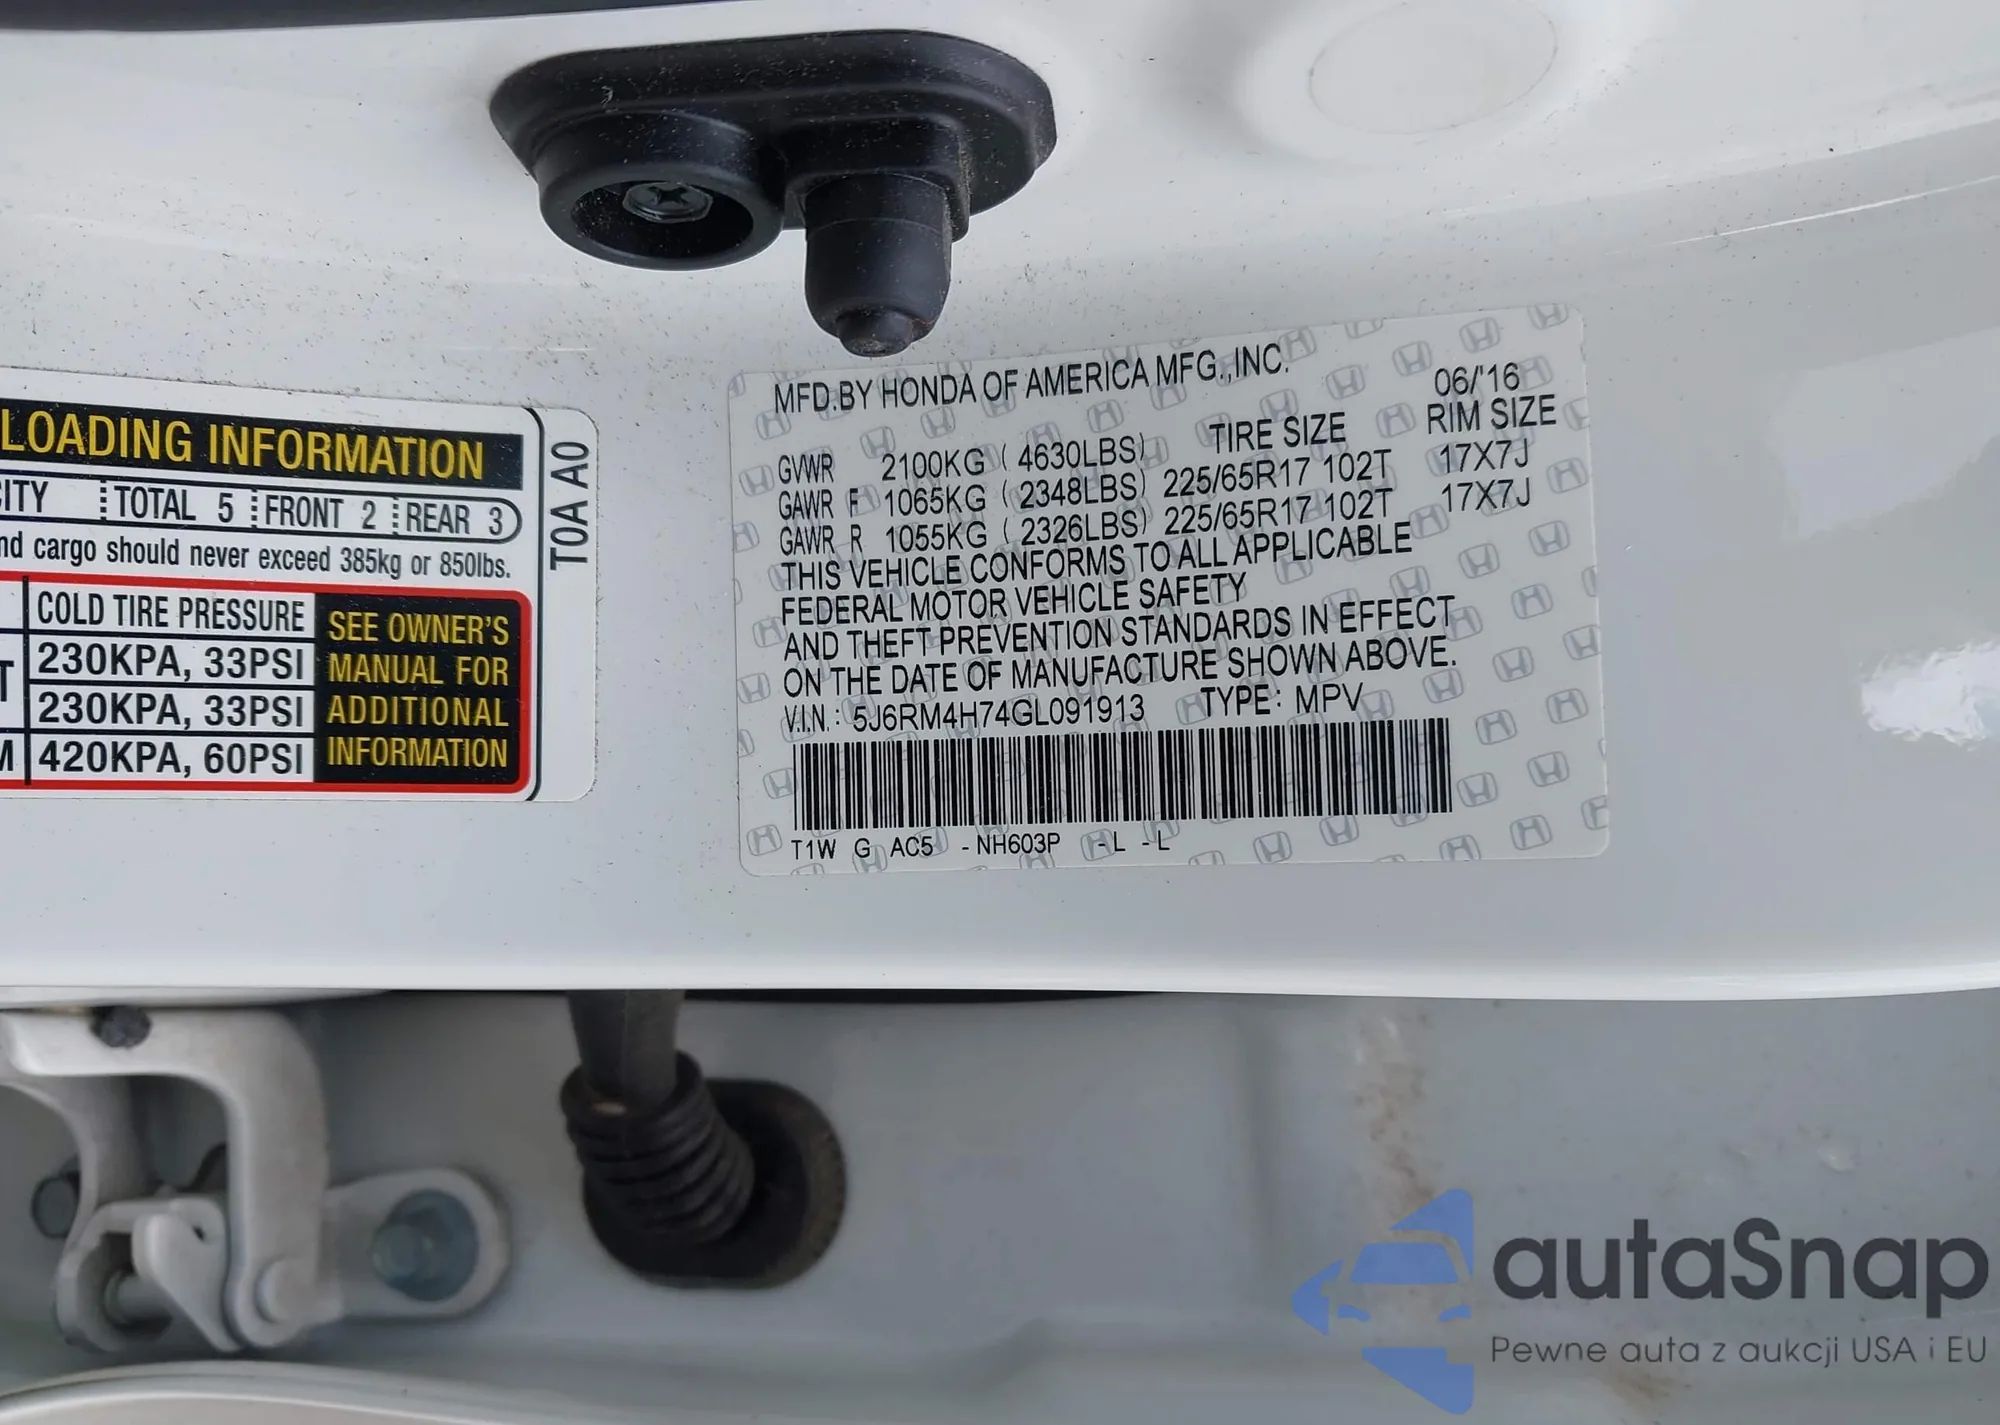 LOADING INFORMATION
CITY TOTAL 5 FRONT 2 REAR 3
nd cargo should never exceed 385kg or 850lbs.
COLD TIRE PRESSURE
T 230KPA, 33PSI
230KPA, 33PSI
M 420KPA, 60PSI
SEE OWNER'S
MANUAL FOR
ADDITIONAL
INFORMATION
T0A A0
MFD.BY HONDA OF AMERICA MFG.,INC. 06/'16
TIRE SIZE RIM SIZE
GVWR 2100KG ( 4630LBS)
GAWR F 1065KG ( 2348LBS) 225/65R17 102T 17X7J
GAWR R 1055KG ( 2326LBS) 225/65R17 102T 17X7J
THIS VEHICLE CONFORMS TO ALL APPLICABLE
FEDERAL MOTOR VEHICLE SAFETY
AND THEFT PREVENTION STANDARDS IN EFFECT
ON THE DATE OF MANUFACTURE SHOWN ABOVE.
V.I.N.: 5J6RM4H74GL091913 TYPE: MPV
T1W G AC5 - NH603P - L - L
autaSnap
Pewne auta z aukcji USA i EU